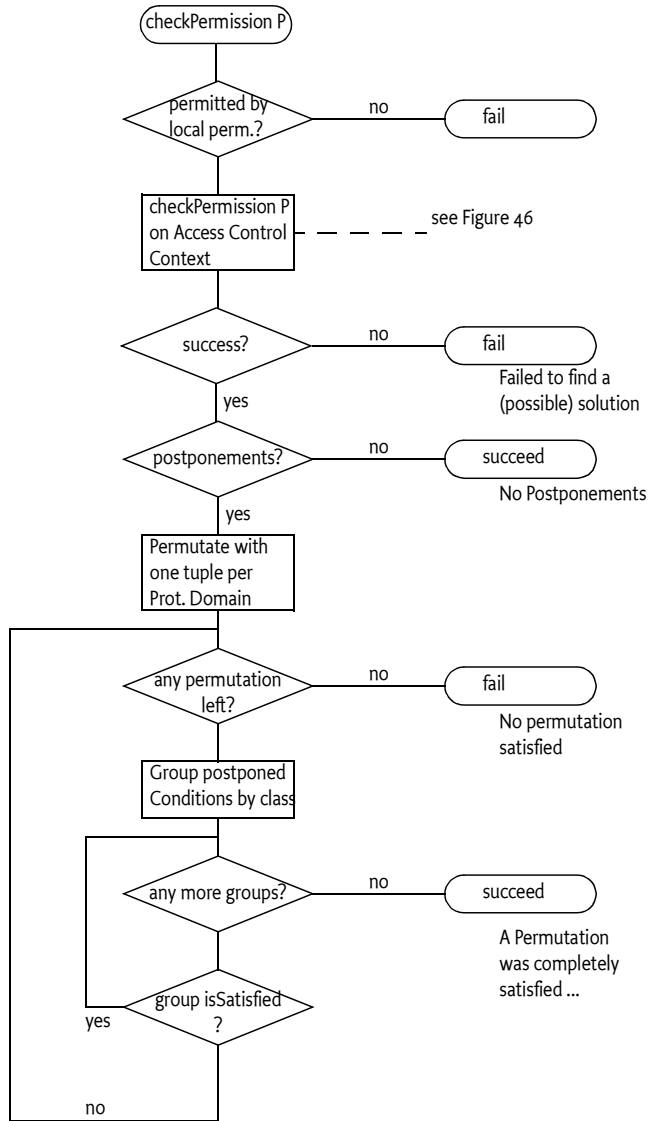 checkPermission P
permitted by
local perm.?
no
fail
checkPermission P
on Access Control
Context
see Figure 46
success?
no
fail
Failed to find a
(possible) solution
yes
postponements?
no
succeed
No Postponements
yes
Permutate with
one tuple per
Prot. Domain
any permutation
left?
no
fail
No permutation
satisfied
Group postponed
Conditions by class
any more groups?
no
succeed
A Permutation
was completely
satisfied ...
group isSatisfied
?
yes
no